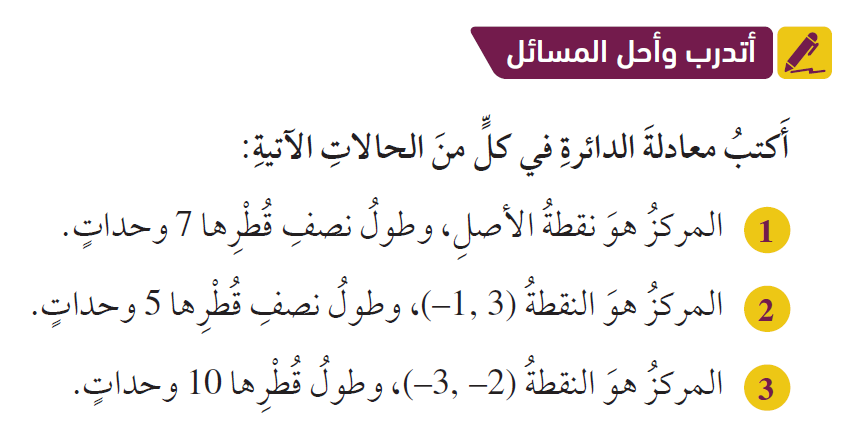 أتدرب وأحل المسائل
أَكتبُ معادلةَ الدائرةِ في كلٍّ منَ الحالاتِ الآتيةِ:
1 المركزُ هوَ نقطةُ الأصلِ، وطولُ نصفِ قُطْرِها 7 وحداتٍ.
2 المركزُ هوَ النقطةُ (–1, 3)، وطولُ نصفِ قُطْرِها 5 وحداتٍ.
3 المركزُ هوَ النقطةُ (–3, –2)، وطولُ قُطْرِها 10 وحداتٍ.